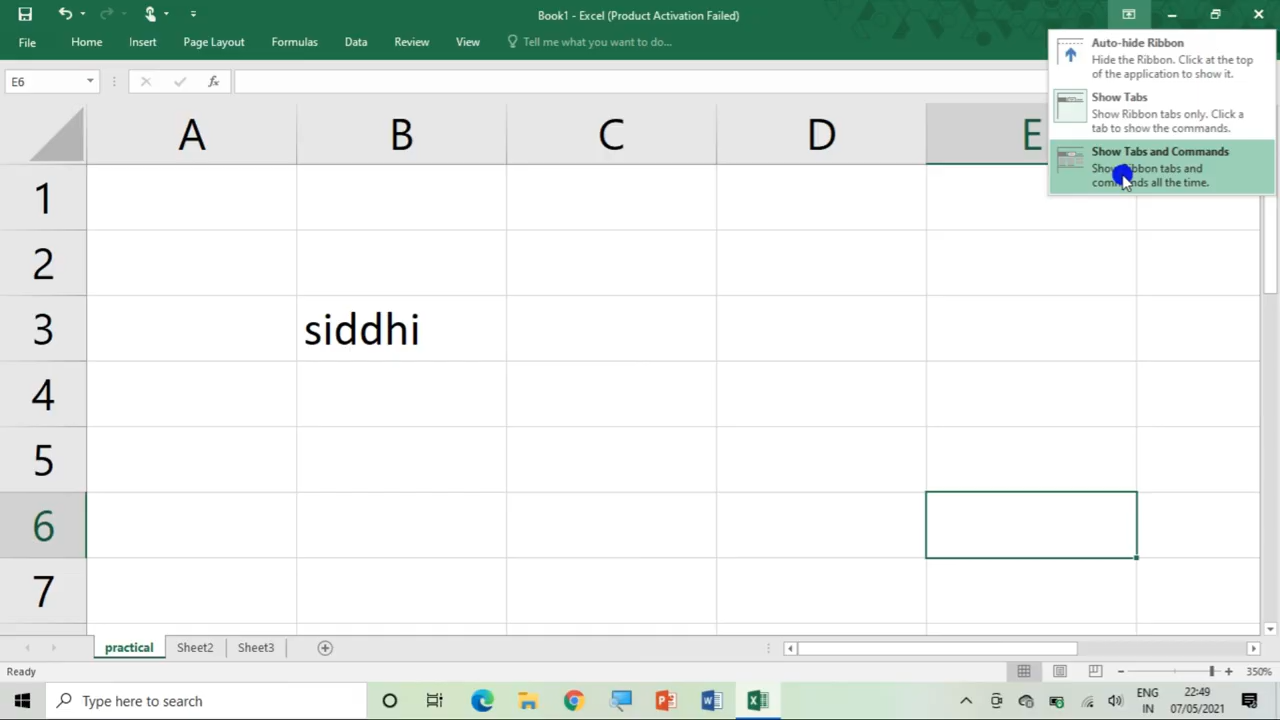 Book1 - Excel (Product Activation Failed)
File Home Insert Page Layout Formulas Data Review View Tell me what you want to do...
Auto-hide Ribbon
Hide the Ribbon. Click at the top
of the application to show it.
Show Tabs
Show Ribbon tabs only. Click a
tab to show the commands.
Show Tabs and Commands
Show Ribbon tabs and
commands all the time.
E6 fx
A B C D E
1
2
3 siddhi
4
5
6
7
practical Sheet2 Sheet3
Ready 350%
Type here to search
ENG 22:49
IN 07/05/2021